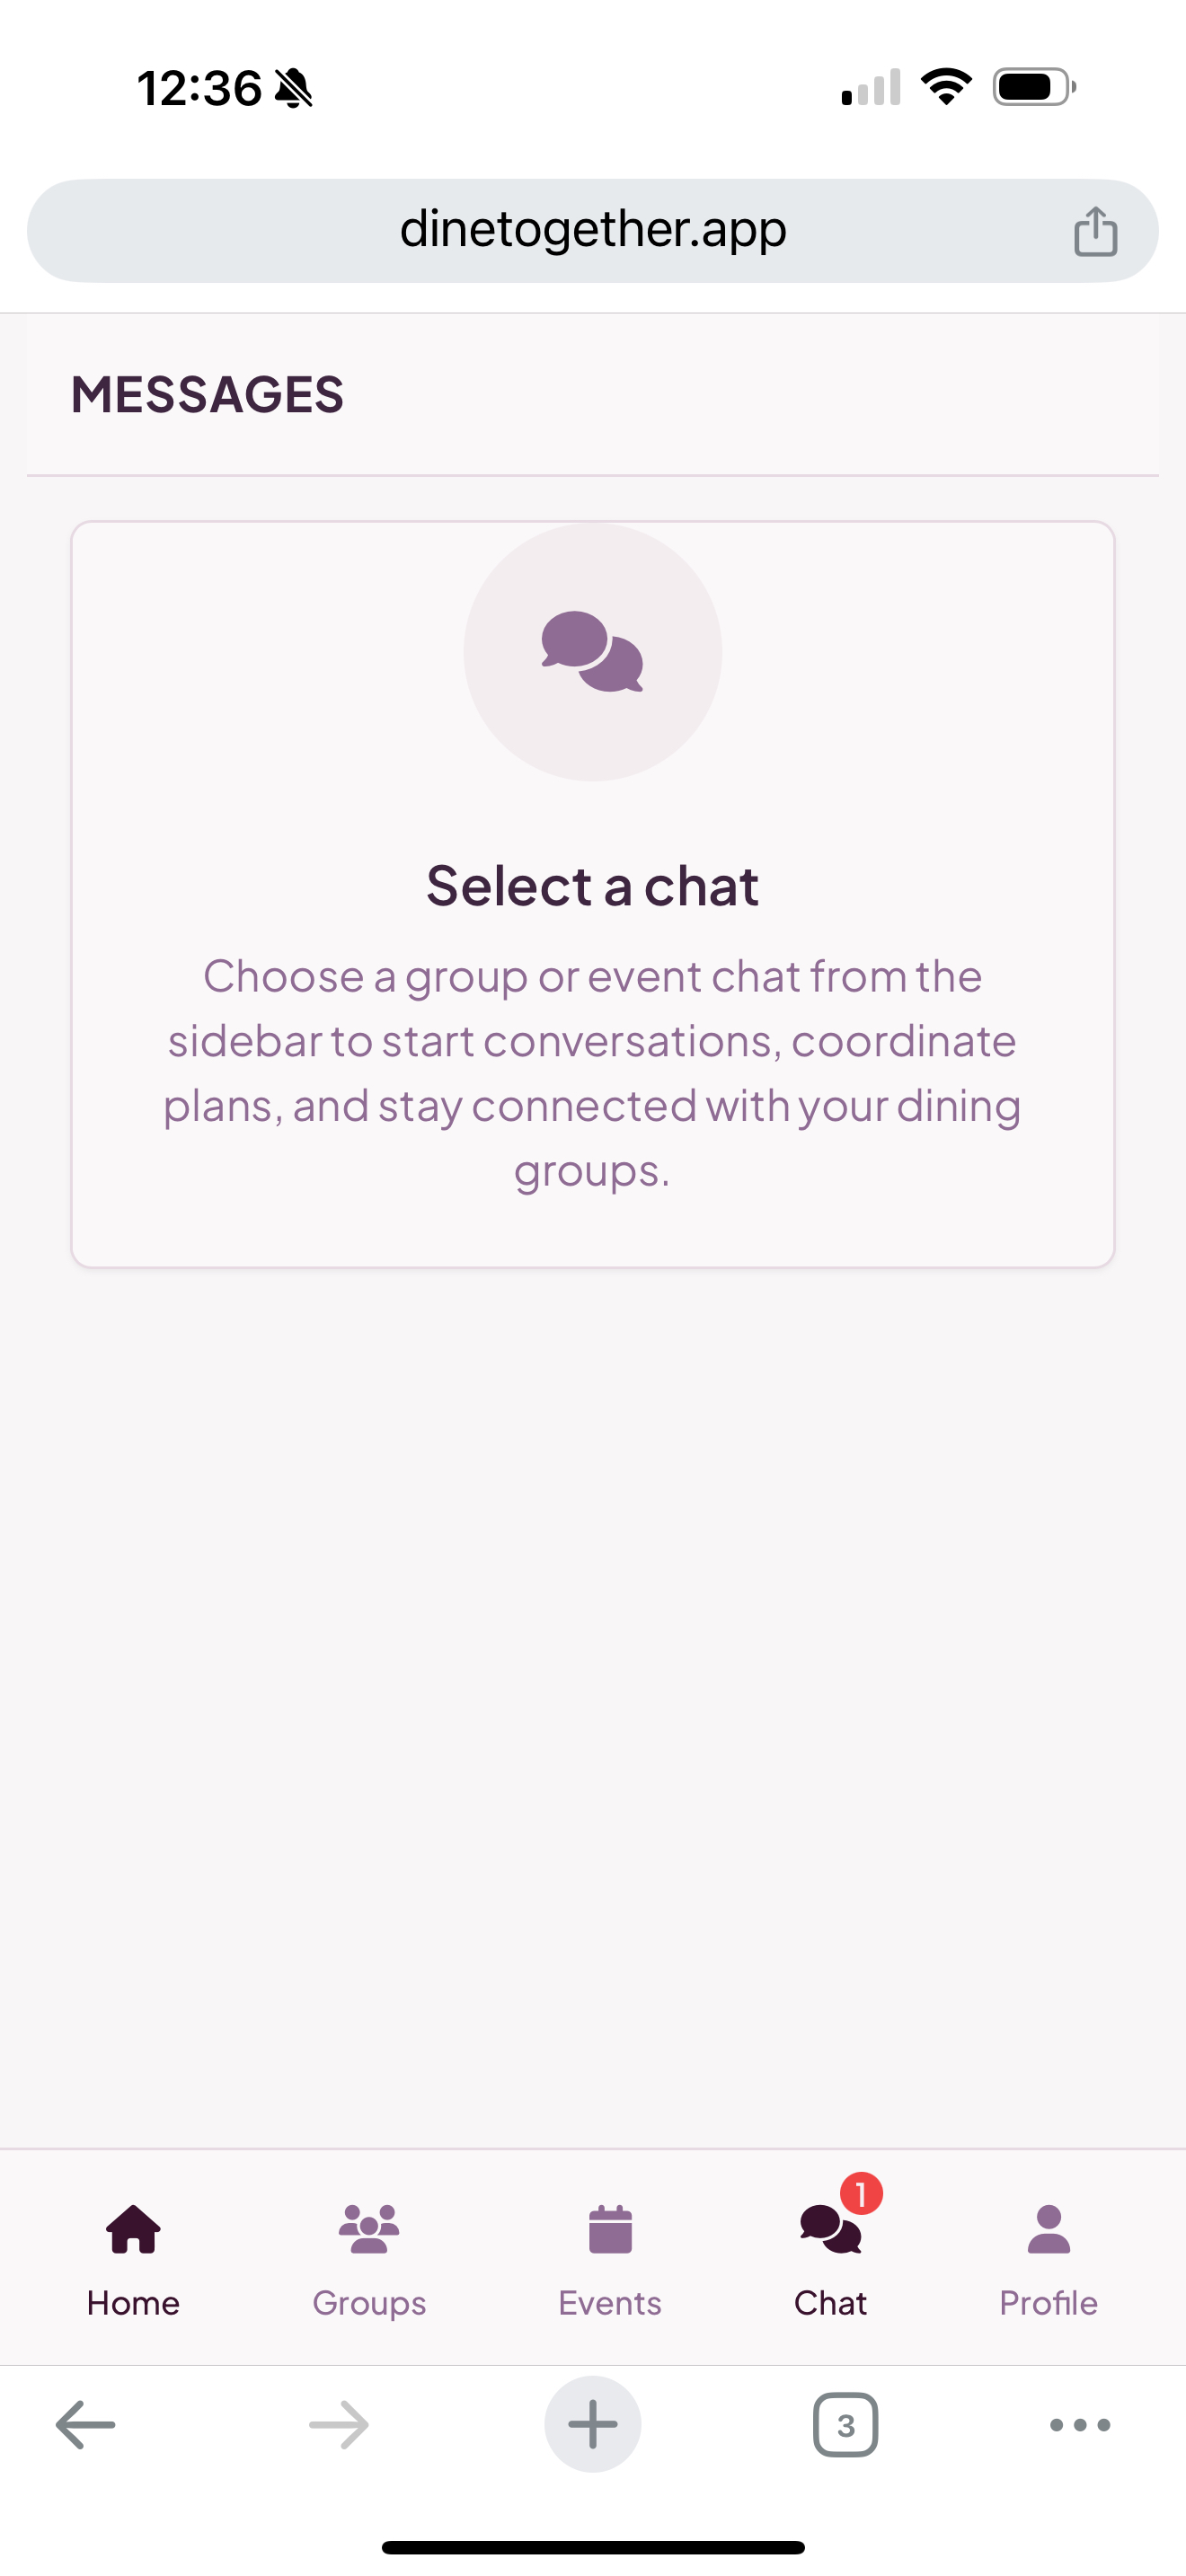 12:36
dinetogether.app
MESSAGES
Select a chat
Choose a group or event chat from the
sidebar to start conversations, coordinate
plans, and stay connected with your dining
groups.
1
Home Groups Events Chat Profile
3